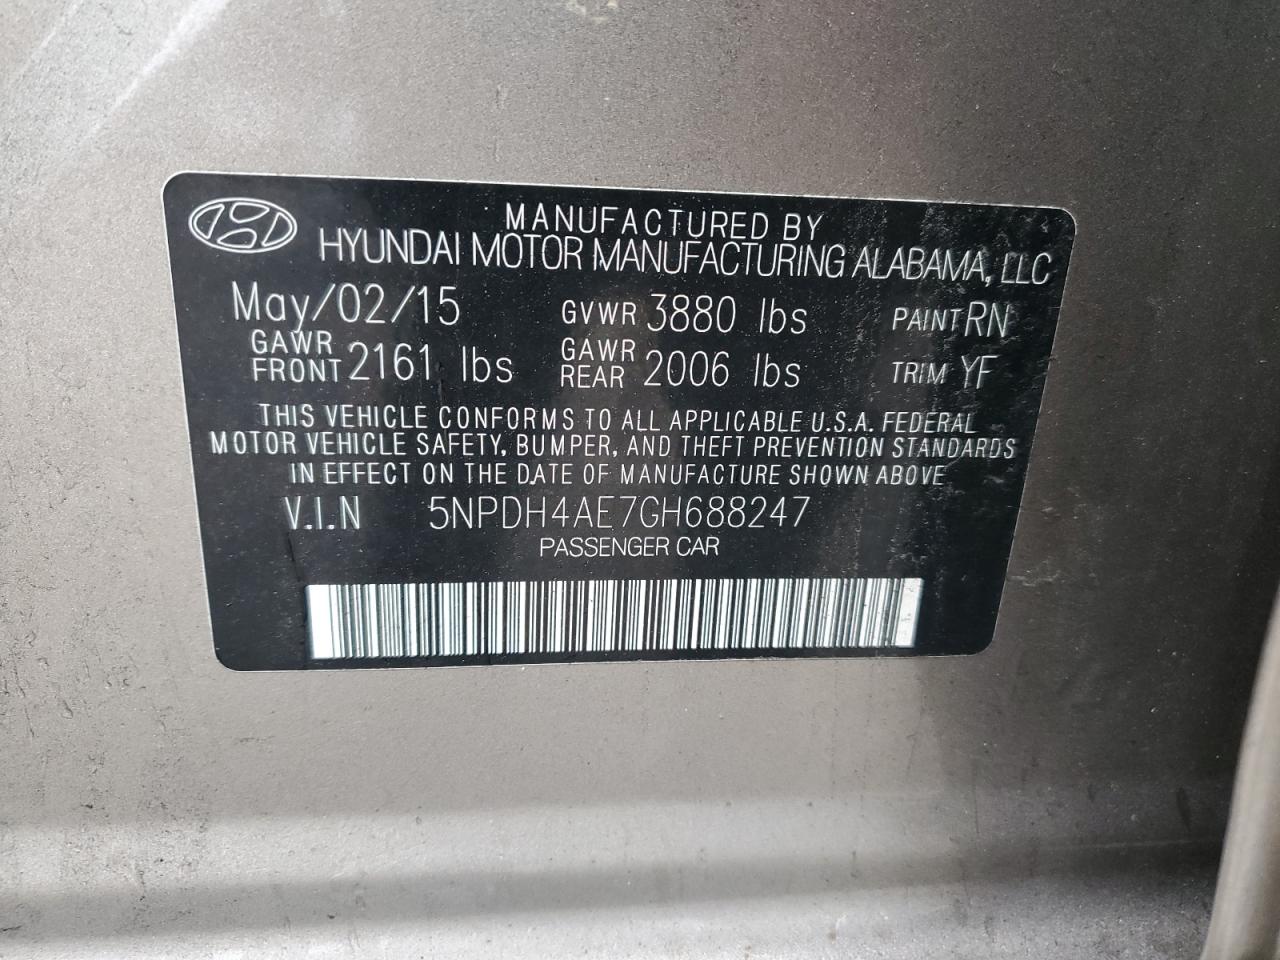 MANUFACTURED BY
HYUNDAI MOTOR MANUFACTURING ALABAMA, LLC
May/02/15 GVWR 3880 lbs PAINT RN
GAWR FRONT 2161 lbs GAWR REAR 2006 lbs TRIM YF
THIS VEHICLE CONFORMS TO ALL APPLICABLE U.S.A. FEDERAL
MOTOR VEHICLE SAFETY, BUMPER, AND THEFT PREVENTION STANDARDS
IN EFFECT ON THE DATE OF MANUFACTURE SHOWN ABOVE
V.I.N 5NPDH4AE7GH688247
PASSENGER CAR